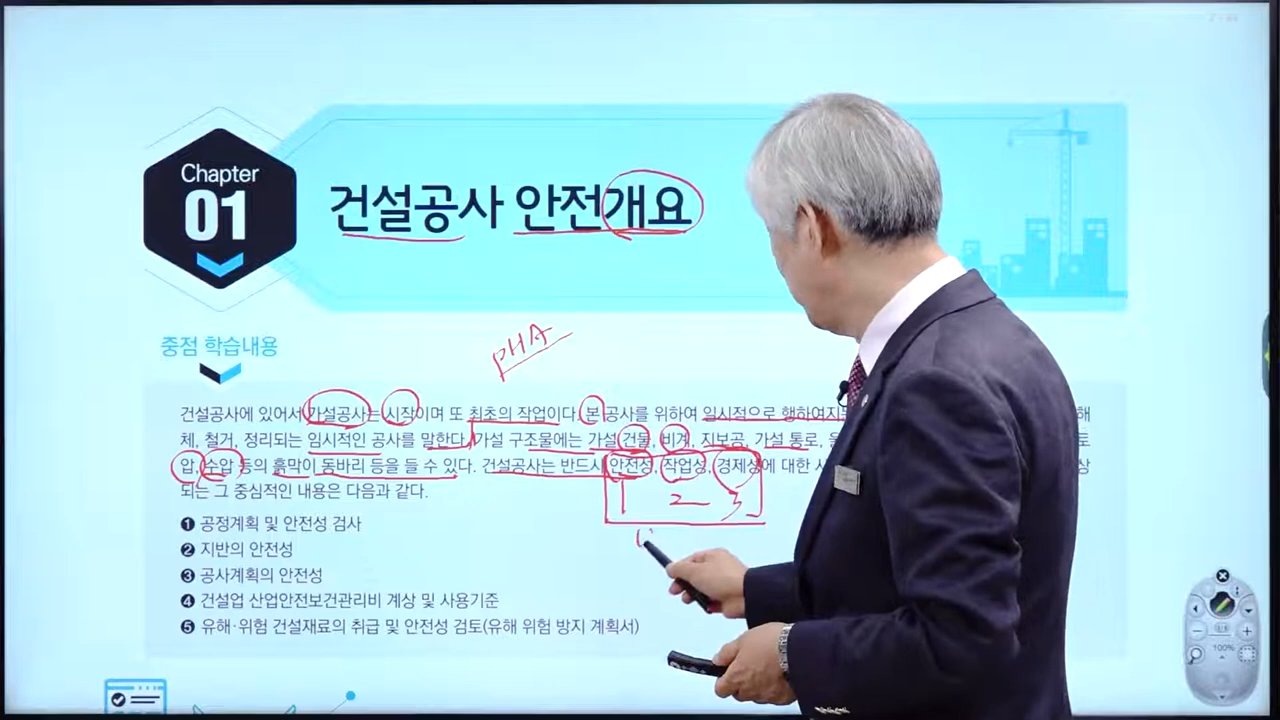 Chapter
01
건설공사 안전개요
PHA
중점 학습내용
건설공사에 있어서 가설공사는 시작이며 또 최초의 작업이다. 본 공사를 위하여 일시적으로 행하여지 해
체, 철거, 정리되는 임시적인 공사를 말한다. 가설 구조물에는 가설 건물, 비계, 지보공, 가설 통로, 토
압, 수압 등의 흙막이 동바리 등을 들 수 있다. 건설공사는 반드시 안전성, 작업성, 경제성에 대한 상
1 2 3
되는 그 중심적인 내용은 다음과 같다.
❶ 공정계획 및 안전성 검사
❷ 지반의 안전성
❸ 공사계획의 안전성
❹ 건설업 산업안전보건관리비 계상 및 사용기준
❺ 유해·위험 건설재료의 취급 및 안전성 검토(유해 위험 방지 계획서)
100%